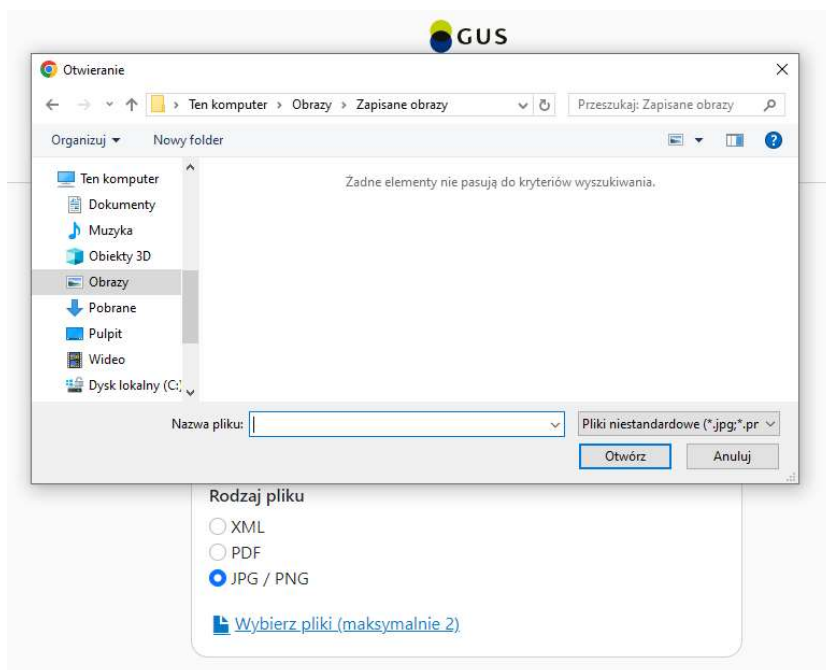 GUS
Otwieranie
Ten komputer > Obrazy > Zapisane obrazy
Przeszukaj: Zapisane obrazy
Organizuj
Nowy folder
?
Ten komputer
Dokumenty
Muzyka
Obiekty 3D
Obrazy
Pobrane
Pulpit
Wideo
Dysk lokalny (C:)
Żadne elementy nie pasują do kryteriów wyszukiwania.
Nazwa pliku:
Pliki niestandardowe (*.jpg;*.pr
Otwórz
Anuluj
Rodzaj pliku
XML
PDF
JPG / PNG
Wybierz pliki (maksymalnie 2)